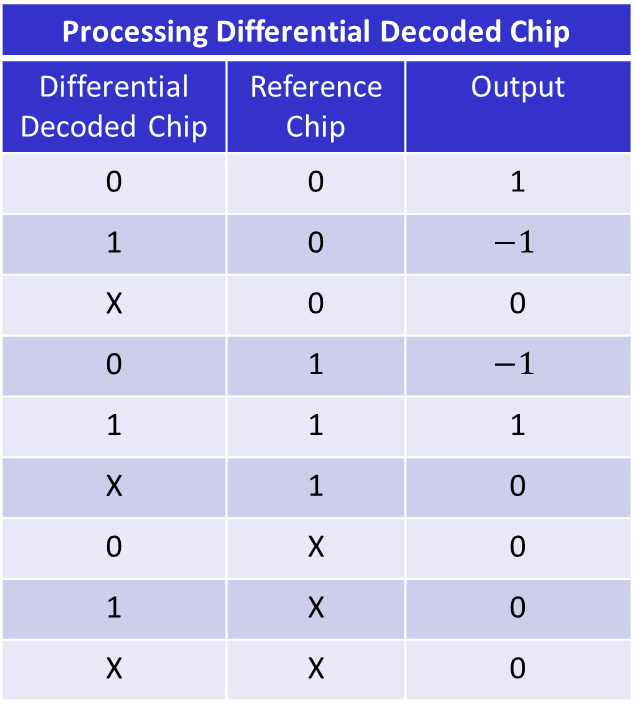 Processing Differential Decoded Chip
Differential Decoded Chip Reference Chip Output
0 0 1
1 0 −1
X 0 0
0 1 −1
1 1 1
X 1 0
0 X 0
1 X 0
X X 0